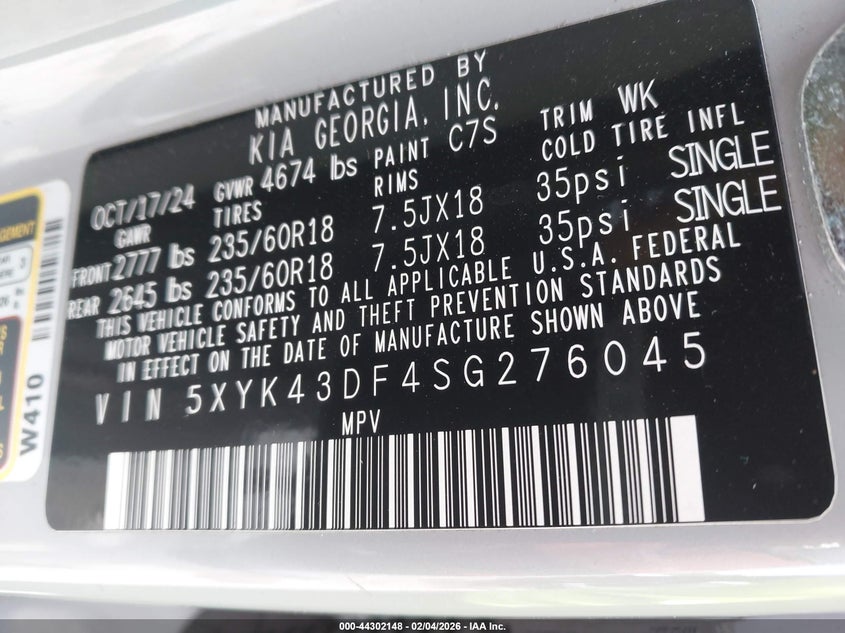 MANUFACTURED BY
KIA GEORGIA, INC.
OCT/17/24 GVWR 4674 lbs PAINT C7S TRIM WK
GAWR TIRES RIMS COLD TIRE INFL
FRONT 2777 lbs 235/60R18 7.5JX18 35psi SINGLE
REAR 2645 lbs 235/60R18 7.5JX18 35psi SINGLE
THIS VEHICLE CONFORMS TO ALL APPLICABLE U.S.A. FEDERAL
MOTOR VEHICLE SAFETY AND THEFT PREVENTION STANDARDS
IN EFFECT ON THE DATE OF MANUFACTURE SHOWN ABOVE
VIN 5XYK43DF4SG276045
MPV
W410
000-44302148 - 02/04/2026 - IAA Inc.